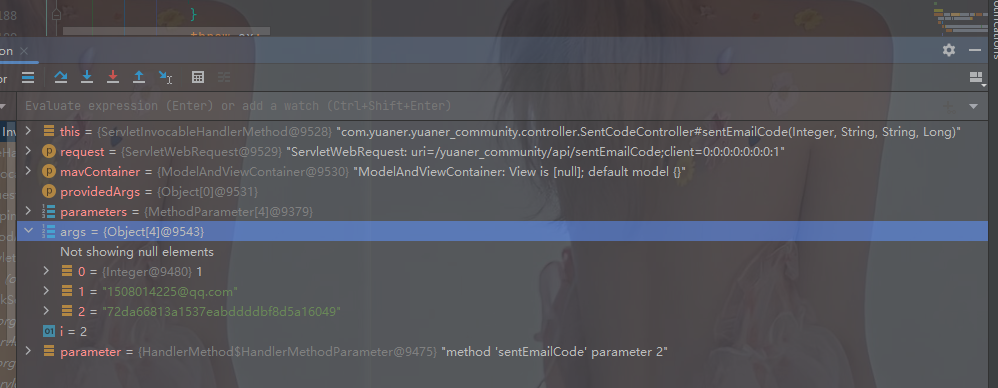 188
}
throw ex;
on
or
Evaluate expression (Enter) or add a watch (Ctrl+Shift+Enter)
this = {ServletInvocableHandlerMethod@9528} "com.yuaner.yuaner_community.controller.SentCodeController#sentEmailCode(Integer, String, String, Long)"
request = {ServletWebRequest@9529} "ServletWebRequest: uri=/yuaner_community/api/sentEmailCode;client=0:0:0:0:0:0:0:1"
mavContainer = {ModelAndViewContainer@9530} "ModelAndViewContainer: View is [null]; default model {}"
providedArgs = {Object[0]@9531}
parameters = {MethodParameter[4]@9379}
args = {Object[4]@9543}
Not showing null elements
0 = {Integer@9480} 1
1 = "1508014225@qq.com"
2 = "72da66813a1537eabddddbf8d5a16049"
01 i = 2
parameter = {HandlerMethod$HandlerMethodParameter@9475} "method 'sentEmailCode' parameter 2"